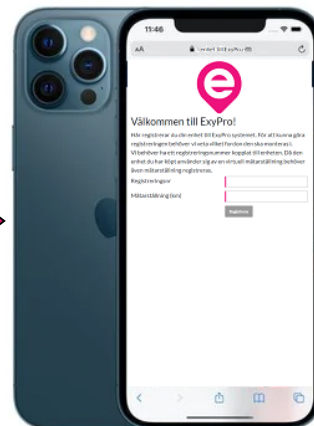 11:46
AA
e
Välkommen till ExyPro!
Här registrerar du din enhet till ExyPro systemet. För att kunna göra
registreringen behöver vi veta vilket fordon den ska monteras i.
Vi behöver ha ett registreringsnummer kopplat till enheten. Då den
enhet du har köpt använder sig av en virtuell mätarställning behöver
även mätarställning registreras.
Registreringsnr
Mätarställning (km)
Registrera